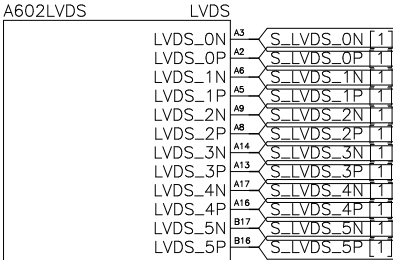 A602LVDS LVDS
LVDS_0N A3 S_LVDS_0N [1]
LVDS_0P A2 S_LVDS_0P [1]
LVDS_1N A6 S_LVDS_1N [1]
LVDS_1P A5 S_LVDS_1P [1]
LVDS_2N A9 S_LVDS_2N [1]
LVDS_2P A8 S_LVDS_2P [1]
LVDS_3N A14 S_LVDS_3N [1]
LVDS_3P A13 S_LVDS_3P [1]
LVDS_4N A17 S_LVDS_4N [1]
LVDS_4P A16 S_LVDS_4P [1]
LVDS_5N B17 S_LVDS_5N [1]
LVDS_5P B16 S_LVDS_5P [1]